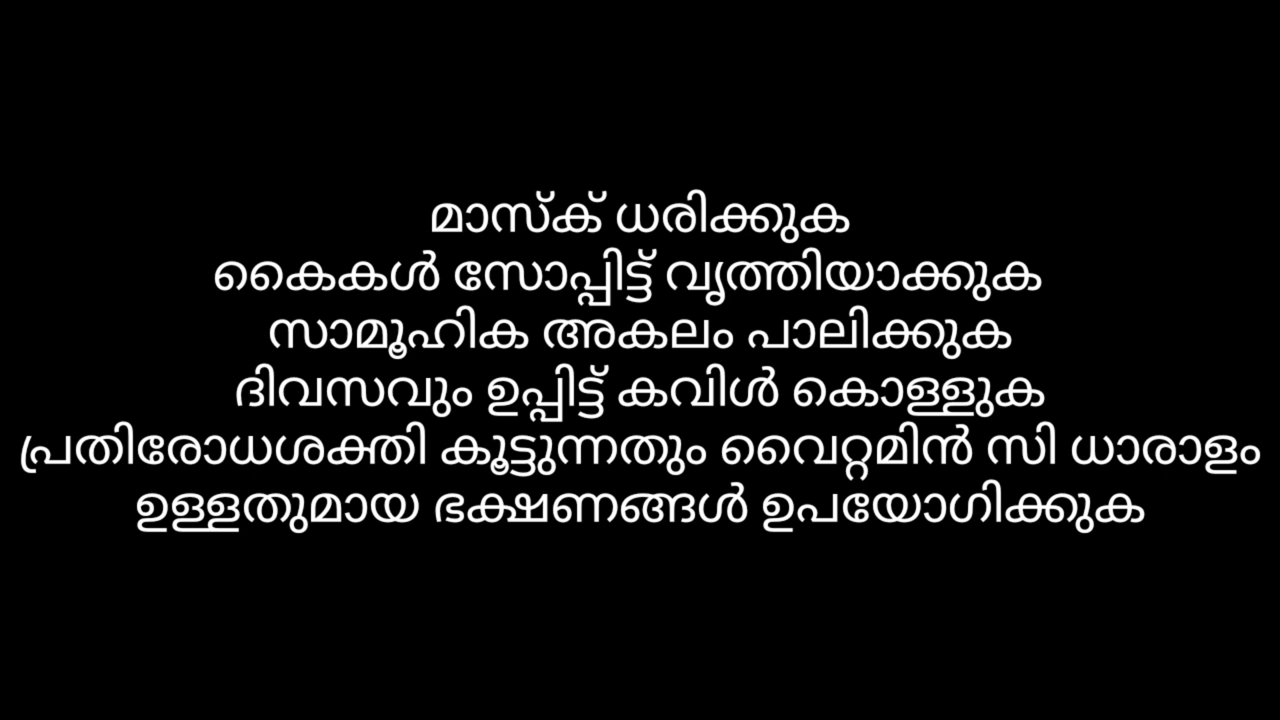 മാസ്ക് ധരിക്കുക
കൈകൾ സോപ്പിട്ട് വൃത്തിയാക്കുക
സാമൂഹിക അകലം പാലിക്കുക
ദിവസവും ഉപ്പിട്ട് കവിൾ കൊള്ളുക
പ്രതിരോധശക്തി കൂട്ടുന്നതും വൈറ്റമിൻ സി ധാരാളം
ഉള്ളതുമായ ഭക്ഷണങ്ങൾ ഉപയോഗിക്കുക